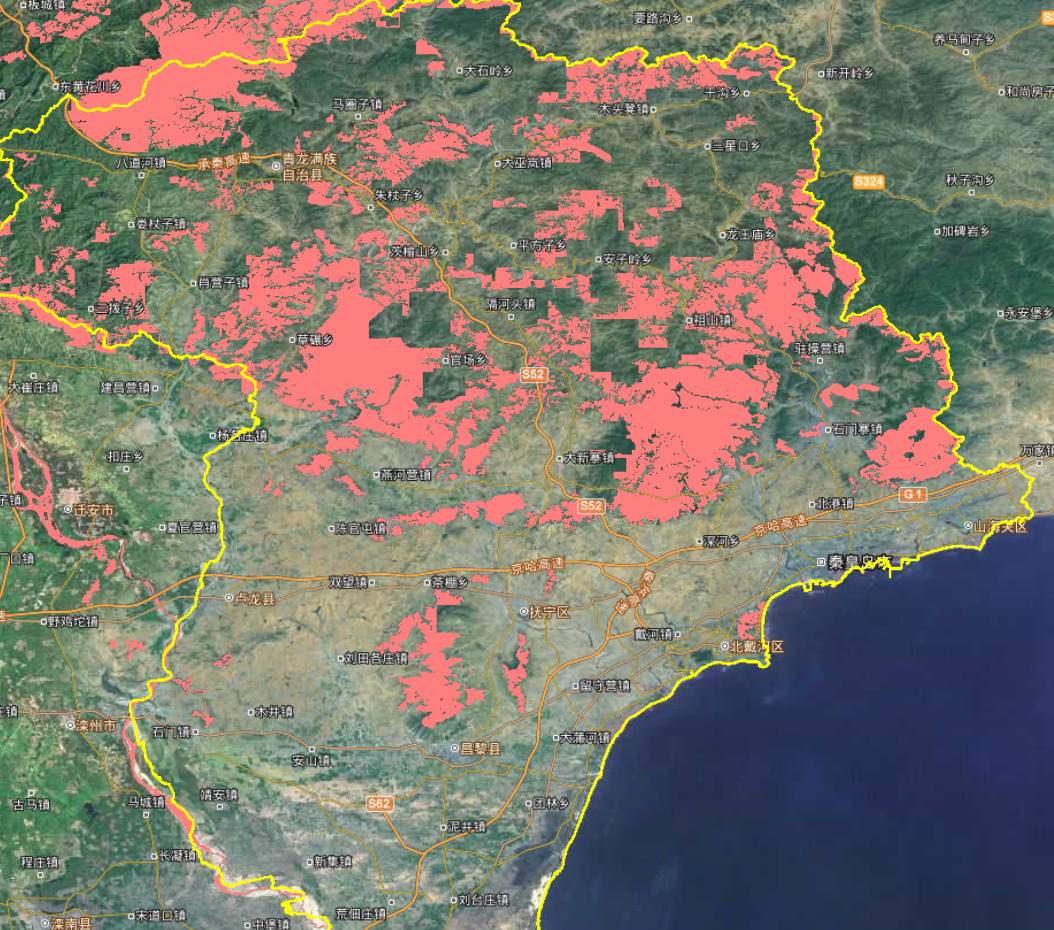 板城镇
要路沟乡
S
养马甸子乡
大石岭乡
新开岭乡
东黄花川乡
干沟乡
和尚房子
马圈子镇
木头凳镇
三星口乡
八道河镇
承秦高速
青龙满族
自治县
大巫岚镇
S324
秋子沟乡
朱杖子乡
娄杖子镇
龙王庙乡
加碑岩乡
茨榆山乡
平方子乡
安子岭乡
肖营子镇
三拨子乡
隔河头镇
祖山镇
永安堡乡
草碾乡
驻操营镇
官场乡
S52
大崔庄镇
建昌营镇
杨各庄镇
石门寨镇
扣庄乡
大新寨镇
万家镇
燕河营镇
子镇
迁安市
S52
北港镇
G1
夏官营镇
陈官屯镇
京哈高速
山海关区
深河乡
口镇
京哈高速
秦皇岛市
双望镇
茶棚乡
速
卢龙县
抚宁区
野鸡坨镇
戴河镇
北戴河区
刘田各庄镇
留守营镇
庄镇
木井镇
滦州市
石门镇
大蒲河镇
昌黎县
安山镇
靖安镇
古马镇
马城镇
S62
团林乡
泥井镇
程庄镇
长凝镇
新集镇
刘台庄镇
荒佃庄镇
宋道口镇
滦南县
中堡镇